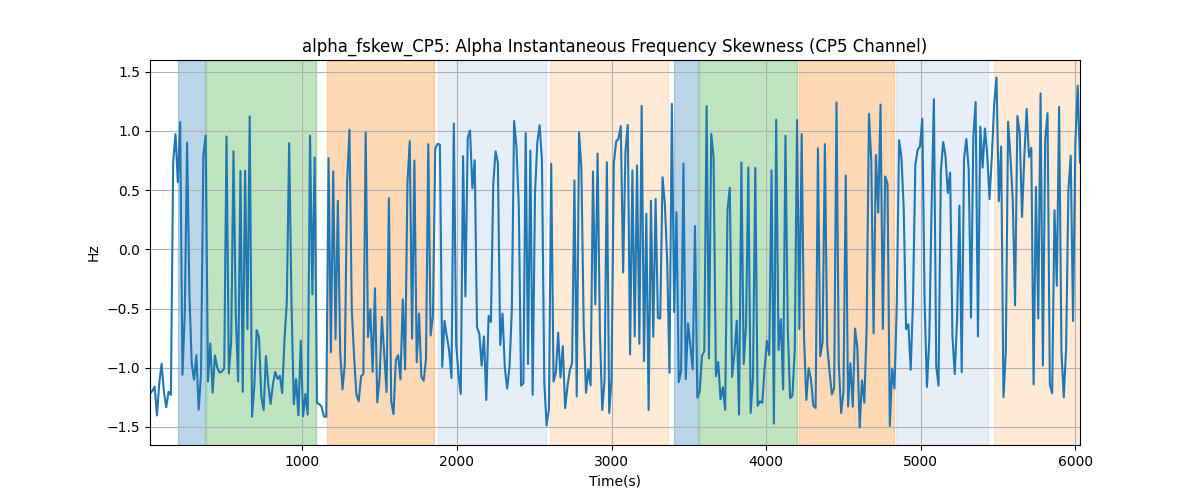 alpha_fskew_CP5: Alpha Instantaneous Frequency Skewness (CP5 Channel)
1.5
1.0
0.5
0.0
−0.5
−1.0
−1.5
Hz
1000 2000 3000 4000 5000 6000
Time(s)